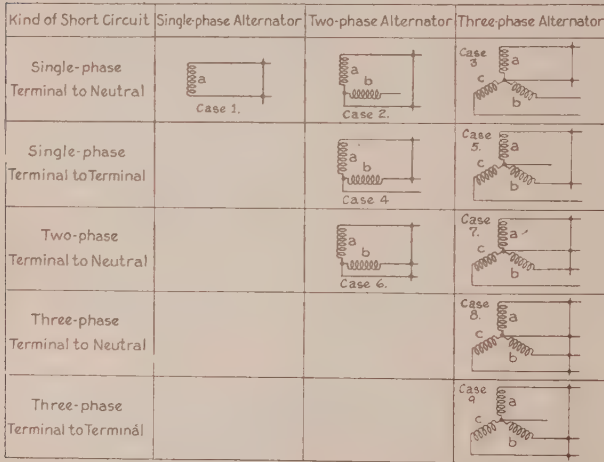 Kind of Short Circuit Single-phase Alternator Two-phase Alternator Three-phase Alternator
Single-phase
Terminal to Neutral
a
Case 1.
a
b
Case 2.
Case
3
a
c
b
Single-phase
Terminal to Terminal
a
b
Case 4
Case
5.
a
c
b
Two-phase
Terminal to Neutral
a
b
Case 6.
Case
7.
a
c
b
Three-phase
Terminal to Neutral
Case
8.
a
c
b
Three-phase
Terminal to Terminal
Case
9
a
c
b